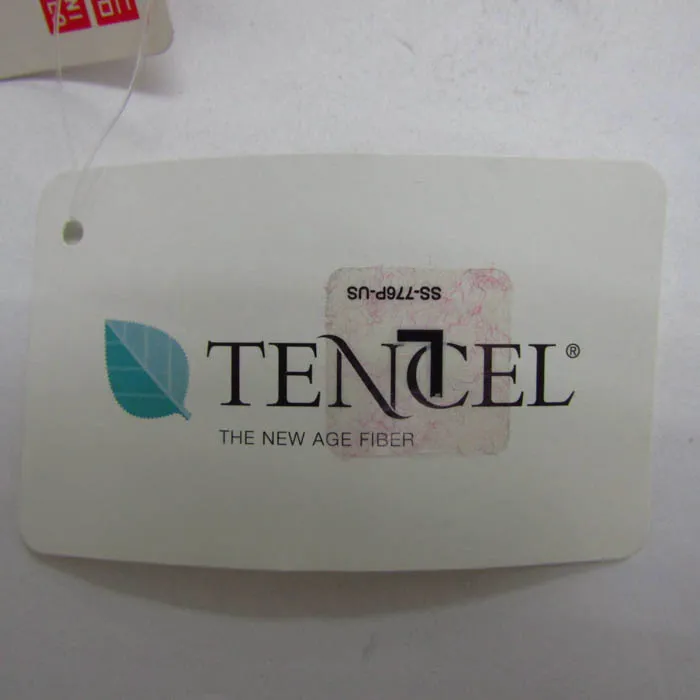 SS-776P-US
L
TENCEL®
THE NEW AGE FIBER